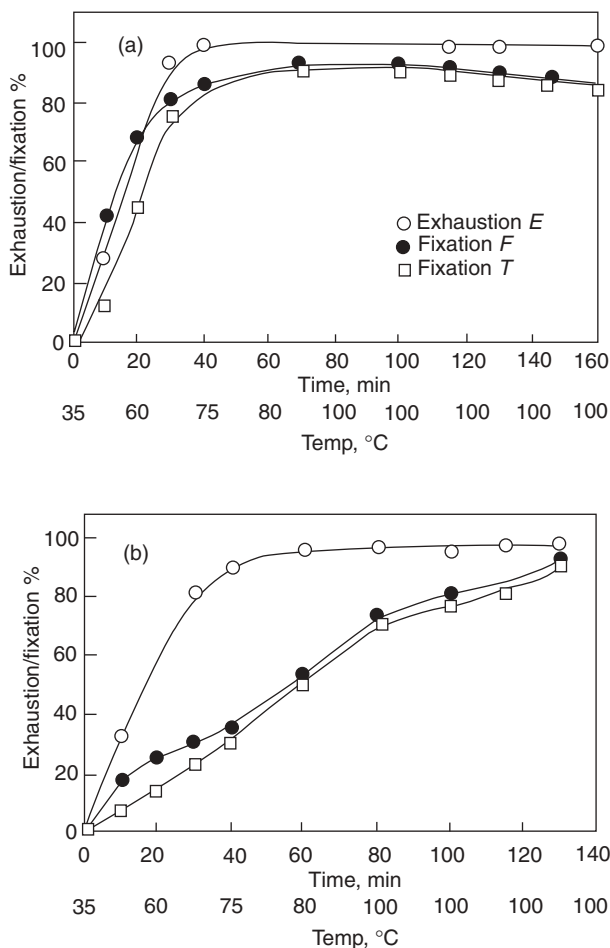 (a)
Exhaustion/fixation %
100
80
60
40
20
0
Exhaustion E
Fixation F
Fixation T
0 20 40 60 80 100 120 140 160
Time, min
35 60 75 80 100 100 100 100 100
Temp, °C
(b)
Exhaustion/fixation %
100
80
60
40
20
0
0 20 40 60 80 100 120 140
Time, min
35 60 75 100 100 100 100 100
Temp, °C